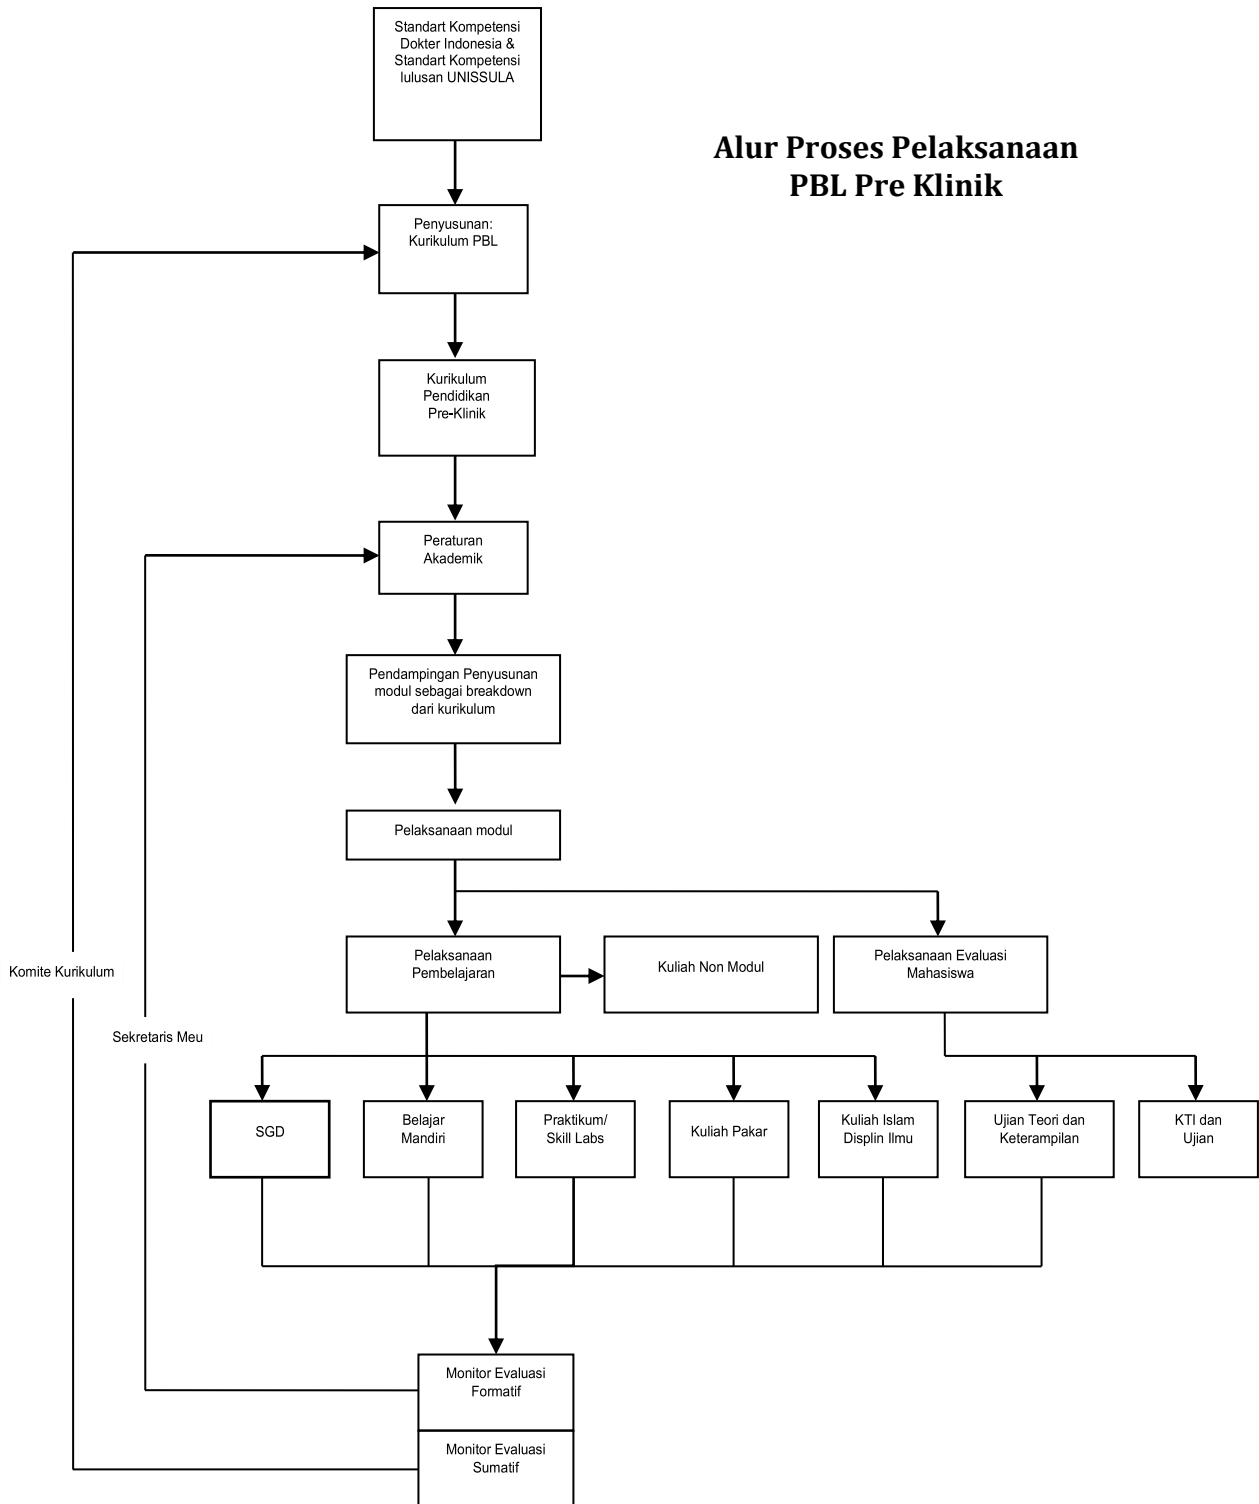 Standart Kompetensi
Dokter Indonesia &
Standart Kompetensi
lulusan UNISSULA
Alur Proses Pelaksanaan
PBL Pre Klinik
Penyusunan:
Kurikulum PBL
Kurikulum
Pendidikan
Pre-Klinik
Peraturan
Akademik
Pendampingan Penyusunan
modul sebagai breakdown
dari kurikulum
Pelaksanaan modul
Pelaksanaan
Pembelajaran
Kuliah Non Modul
Pelaksanaan Evaluasi
Mahasiswa
Komite Kurikulum
Sekretaris Meu
SGD
Belajar
Mandiri
Praktikum/
Skill Labs
Kuliah Pakar
Kuliah Islam
Displin Ilmu
Ujian Teori dan
Keterampilan
KTI dan
Ujian
Monitor Evaluasi
Formatif
Monitor Evaluasi
Sumatif